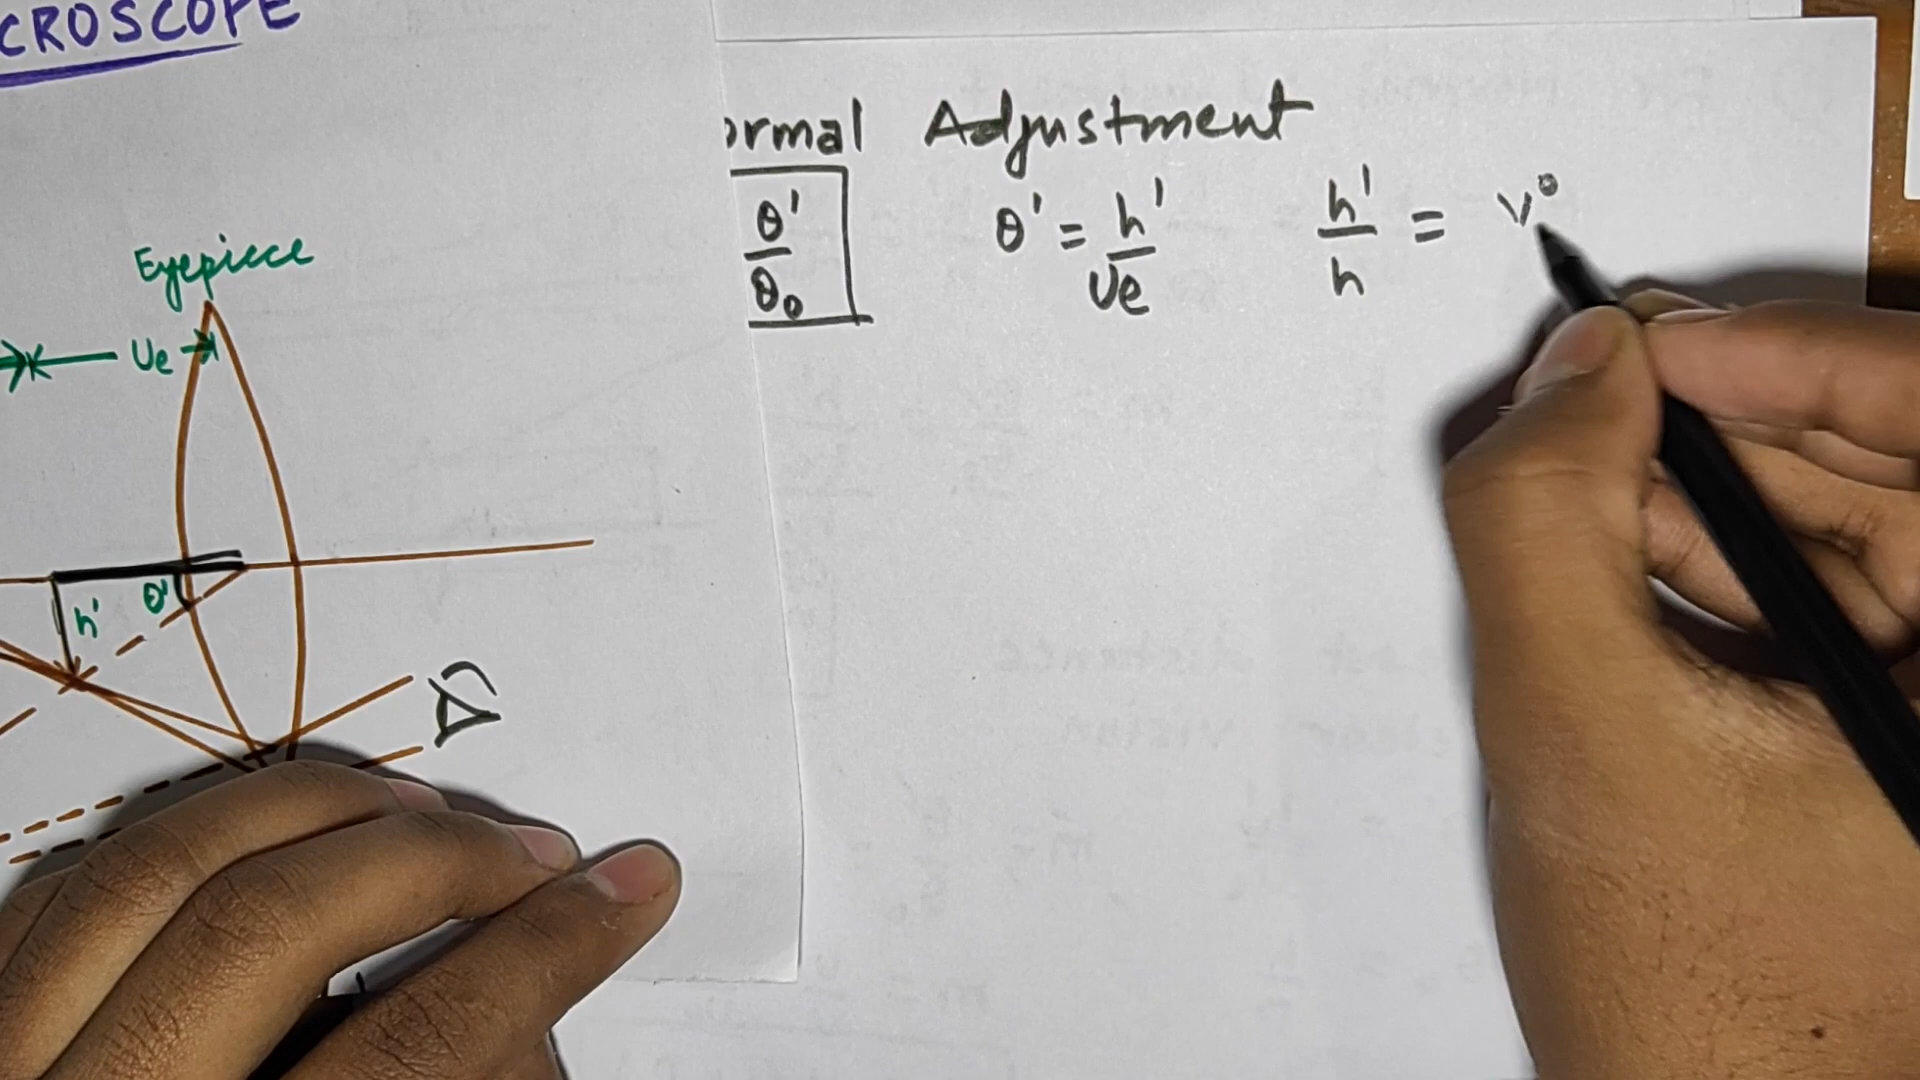 CROSCOPE
Eyepiece
Ue
θ'
h'
ormal Adjustment
θ'/θ₀ θ' = h'/Ue h'/h = v°